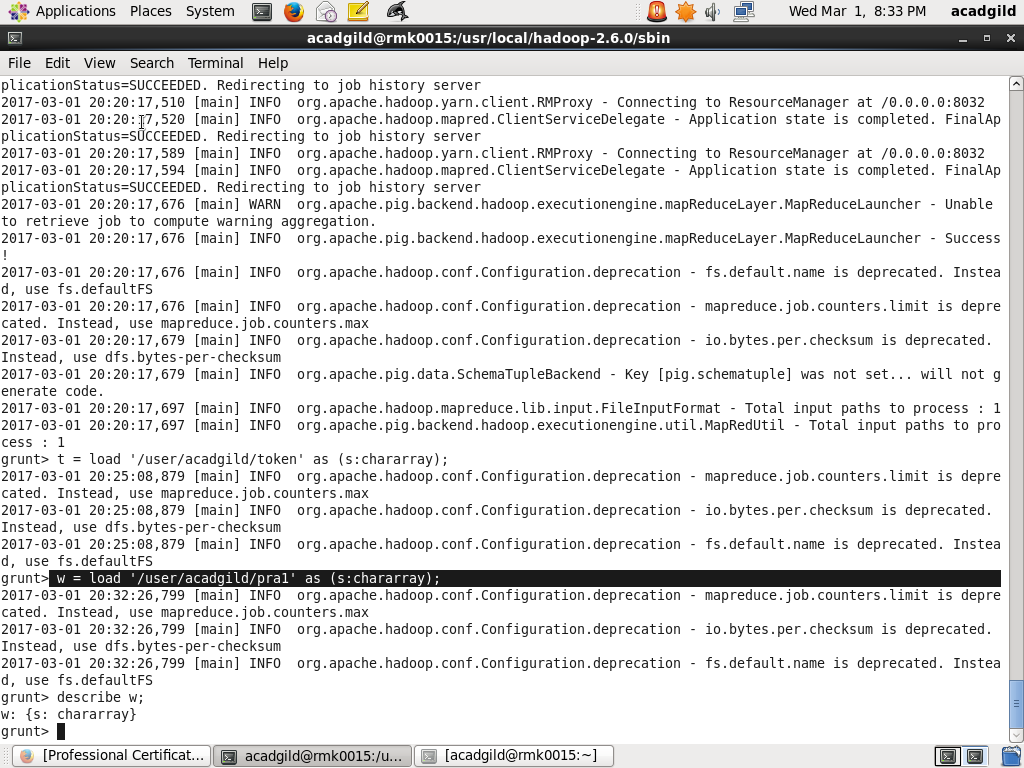 Applications Places System Wed Mar 1, 8:33 PM acadgild
acadgild@rmk0015:/usr/local/hadoop-2.6.0/sbin
File Edit View Search Terminal Help
plicationStatus=SUCCEEDED. Redirecting to job history server
2017-03-01 20:20:17,510 [main] INFO  org.apache.hadoop.yarn.client.RMProxy - Connecting to ResourceManager at /0.0.0.0:8032
2017-03-01 20:20:17,520 [main] INFO  org.apache.hadoop.mapred.ClientServiceDelegate - Application state is completed. FinalAp
plicationStatus=SUCCEEDED. Redirecting to job history server
2017-03-01 20:20:17,589 [main] INFO  org.apache.hadoop.yarn.client.RMProxy - Connecting to ResourceManager at /0.0.0.0:8032
2017-03-01 20:20:17,594 [main] INFO  org.apache.hadoop.mapred.ClientServiceDelegate - Application state is completed. FinalAp
plicationStatus=SUCCEEDED. Redirecting to job history server
2017-03-01 20:20:17,676 [main] WARN  org.apache.pig.backend.hadoop.executionengine.mapReduceLayer.MapReduceLauncher - Unable
to retrieve job to compute warning aggregation.
2017-03-01 20:20:17,676 [main] INFO  org.apache.pig.backend.hadoop.executionengine.mapReduceLayer.MapReduceLauncher - Success
!
2017-03-01 20:20:17,676 [main] INFO  org.apache.hadoop.conf.Configuration.deprecation - fs.default.name is deprecated. Instea
d, use fs.defaultFS
2017-03-01 20:20:17,676 [main] INFO  org.apache.hadoop.conf.Configuration.deprecation - mapreduce.job.counters.limit is depre
cated. Instead, use mapreduce.job.counters.max
2017-03-01 20:20:17,679 [main] INFO  org.apache.hadoop.conf.Configuration.deprecation - io.bytes.per.checksum is deprecated.
Instead, use dfs.bytes-per-checksum
2017-03-01 20:20:17,679 [main] INFO  org.apache.pig.data.SchemaTupleBackend - Key [pig.schematuple] was not set... will not g
enerate code.
2017-03-01 20:20:17,697 [main] INFO  org.apache.hadoop.mapreduce.lib.input.FileInputFormat - Total input paths to process : 1
2017-03-01 20:20:17,697 [main] INFO  org.apache.pig.backend.hadoop.executionengine.util.MapRedUtil - Total input paths to pro
cess : 1
grunt> t = load '/user/acadgild/token' as (s:chararray);
2017-03-01 20:25:08,879 [main] INFO  org.apache.hadoop.conf.Configuration.deprecation - mapreduce.job.counters.limit is depre
cated. Instead, use mapreduce.job.counters.max
2017-03-01 20:25:08,879 [main] INFO  org.apache.hadoop.conf.Configuration.deprecation - io.bytes.per.checksum is deprecated.
Instead, use dfs.bytes-per-checksum
2017-03-01 20:25:08,879 [main] INFO  org.apache.hadoop.conf.Configuration.deprecation - fs.default.name is deprecated. Instea
d, use fs.defaultFS
grunt> w = load '/user/acadgild/pra1' as (s:chararray);
2017-03-01 20:32:26,799 [main] INFO  org.apache.hadoop.conf.Configuration.deprecation - mapreduce.job.counters.limit is depre
cated. Instead, use mapreduce.job.counters.max
2017-03-01 20:32:26,799 [main] INFO  org.apache.hadoop.conf.Configuration.deprecation - io.bytes.per.checksum is deprecated.
Instead, use dfs.bytes-per-checksum
2017-03-01 20:32:26,799 [main] INFO  org.apache.hadoop.conf.Configuration.deprecation - fs.default.name is deprecated. Instea
d, use fs.defaultFS
grunt> describe w;
w: {s: chararray}
grunt>
[Professional Certificat... acadgild@rmk0015:/u... [acadgild@rmk0015:~]